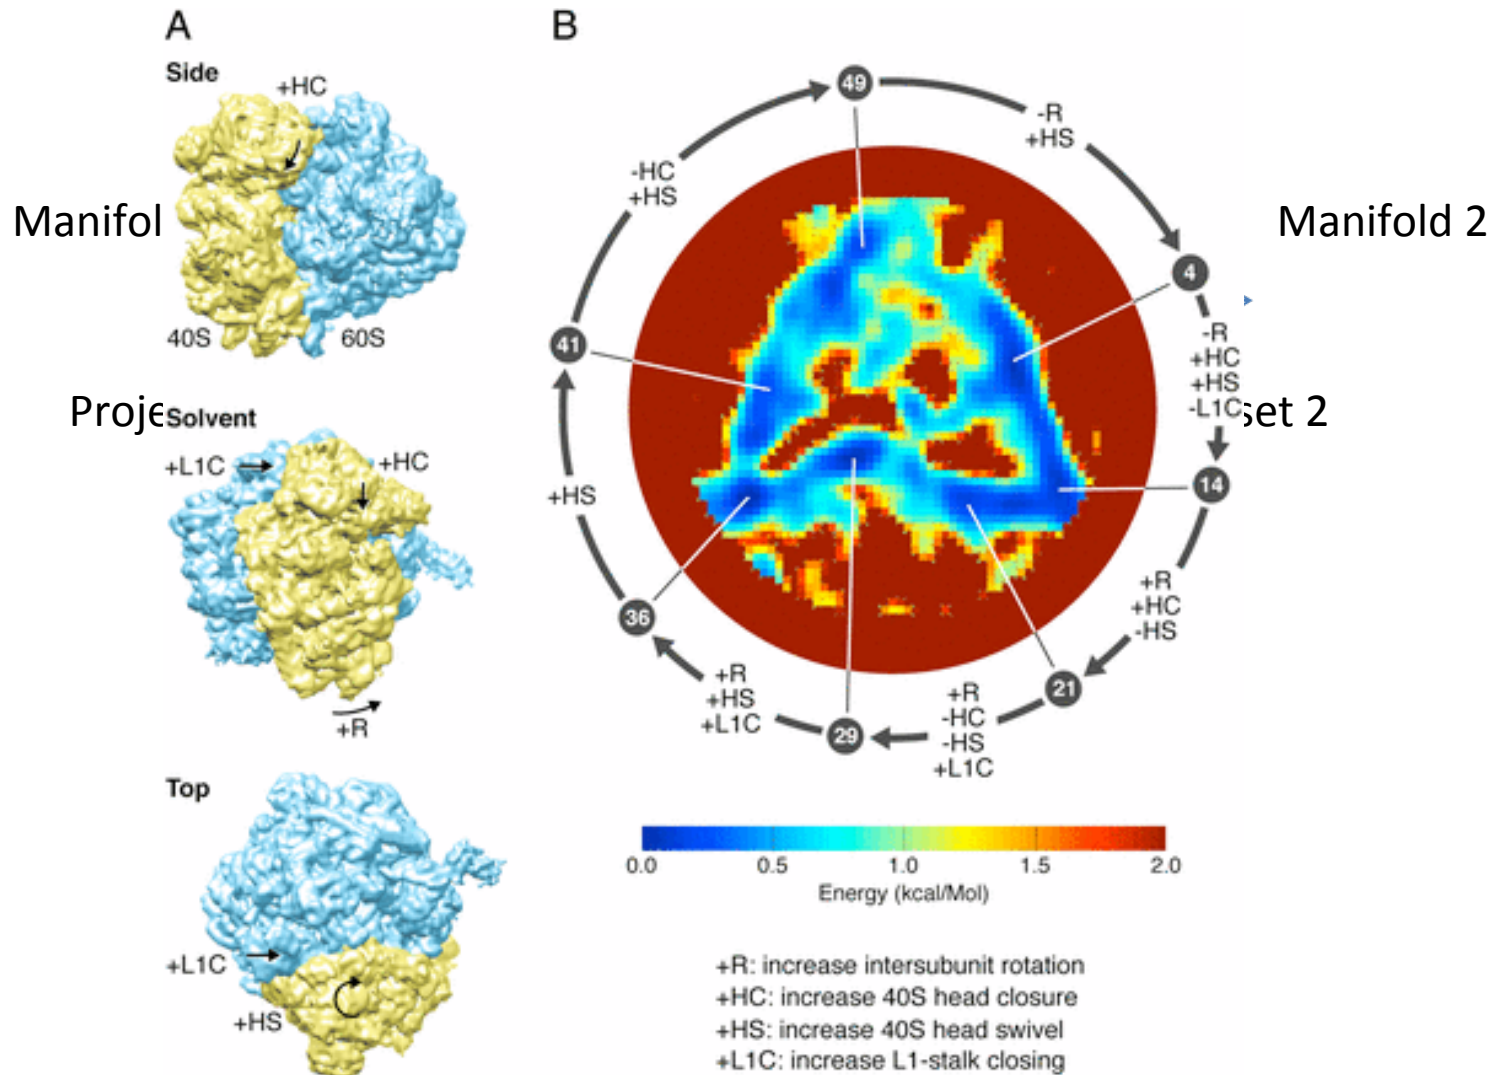 A
Side
+HC
40S
60S
Solvent
+L1C
+HC
+R
Top
+L1C
+HS
B
49
-R
+HS
4
-R
+HC
+HS
-L1C
14
+R
+HC
-HS
21
+R
-HC
-HS
+L1C
29
+R
+HS
+L1C
36
+HS
41
-HC
+HS
0.0 0.5 1.0 1.5 2.0
Energy (kcal/Mol)
+R: increase intersubunit rotation
+HC: increase 40S head closure
+HS: increase 40S head swivel
+L1C: increase L1-stalk closing
Manifol
Manifold 2
Proje
set 2